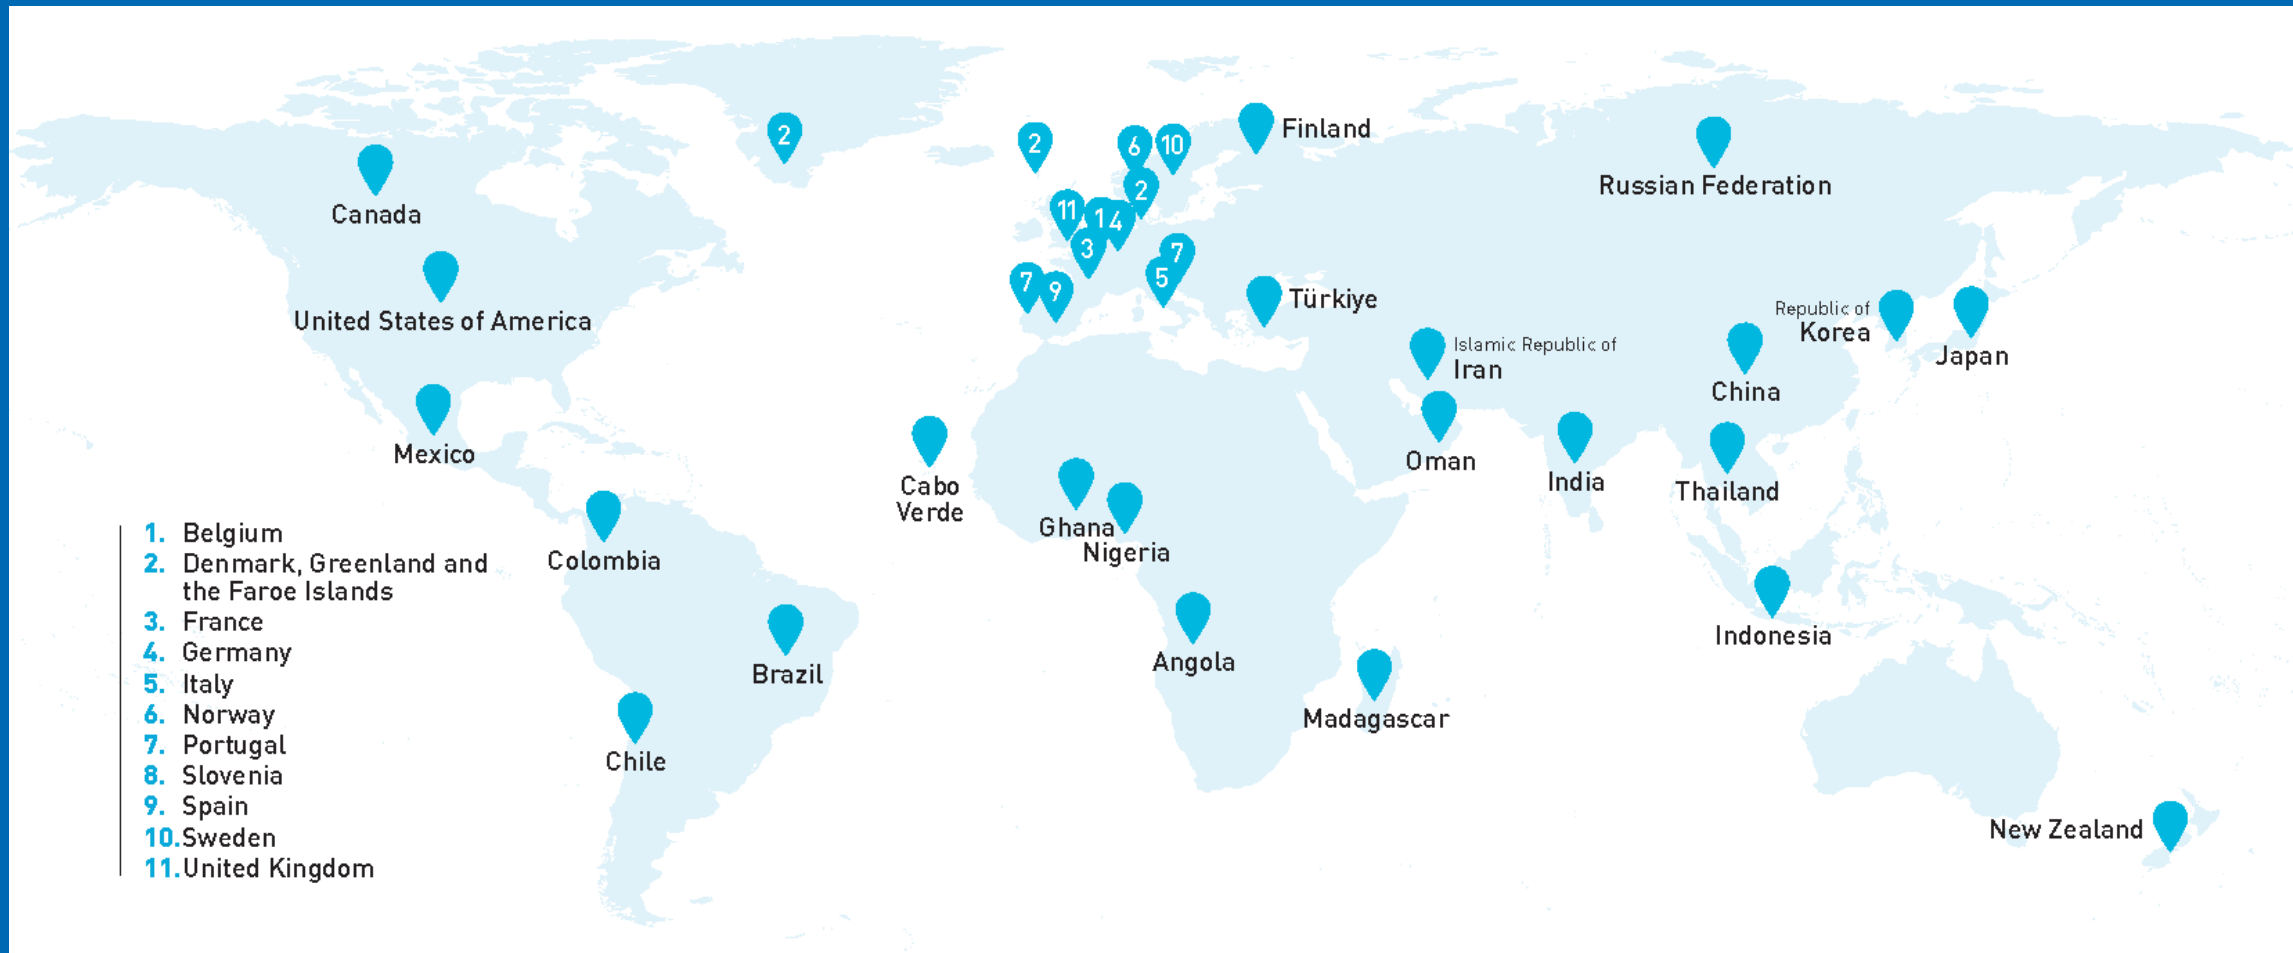 2
2
6
10
Finland
Russian Federation
Canada
2
11
1
4
3
7
5
7
9
United States of America
Türkiye
Republic of
Korea
Japan
Islamic Republic of
Iran
China
Mexico
Oman
India
Thailand
Cabo
Verde
Ghana
Nigeria
Colombia
Indonesia
Brazil
Angola
Madagascar
Chile
New Zealand
1. Belgium
2. Denmark, Greenland and
the Faroe Islands
3. France
4. Germany
5. Italy
6. Norway
7. Portugal
8. Slovenia
9. Spain
10. Sweden
11. United Kingdom